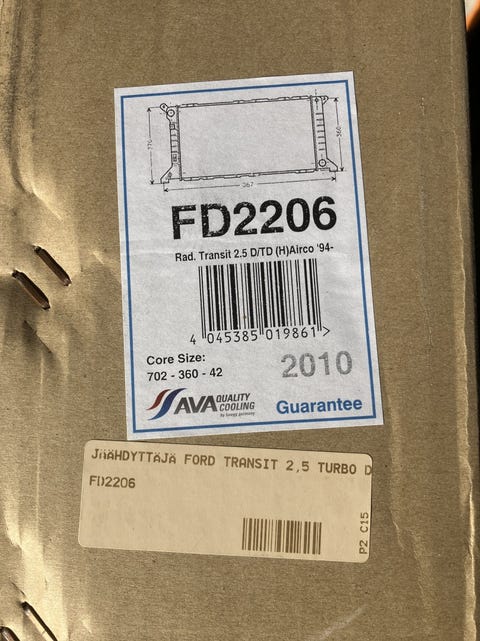 360
367
FD2206
Rad. Transit 2.5 D/TD (H)Airco '94-
4 045385 019861 >
Core Size:
702 - 360 - 42
2010
AVA QUALITY
COOLING
Guarantee
JÄÄHDYTTÄJÄ FORD TRANSIT 2,5 TURBO D
FD2206
P2 C15